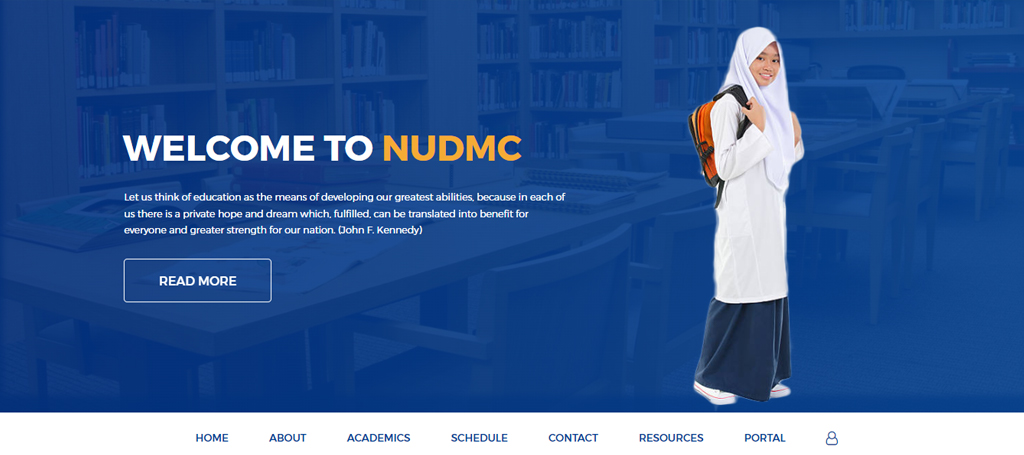 WELCOME TO NUDMC
Let us think of education as the means of developing our greatest abilities, because in each of
us there is a private hope and dream which, fulfilled, can be translated into benefit for
everyone and greater strength for our nation. (John F. Kennedy)
READ MORE
HOME ABOUT ACADEMICS SCHEDULE CONTACT RESOURCES PORTAL